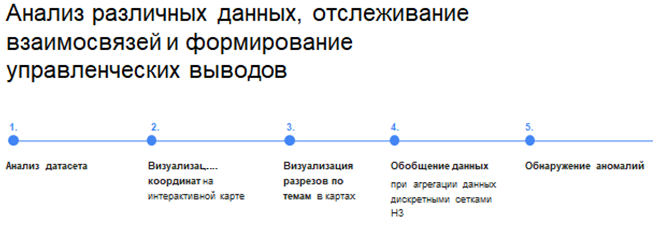 Анализ различных данных, отслеживание
взаимосвязей и формирование
управленческих выводов
1.
2.
3.
4.
5.
Анализ датасета
Визуализац....
координат на
интерактивной карте
Визуализация
разрезов по
темам в картах
Обобщение данных
при агрегации данных
дискретными сетками
H3
Обнаружение аномалий